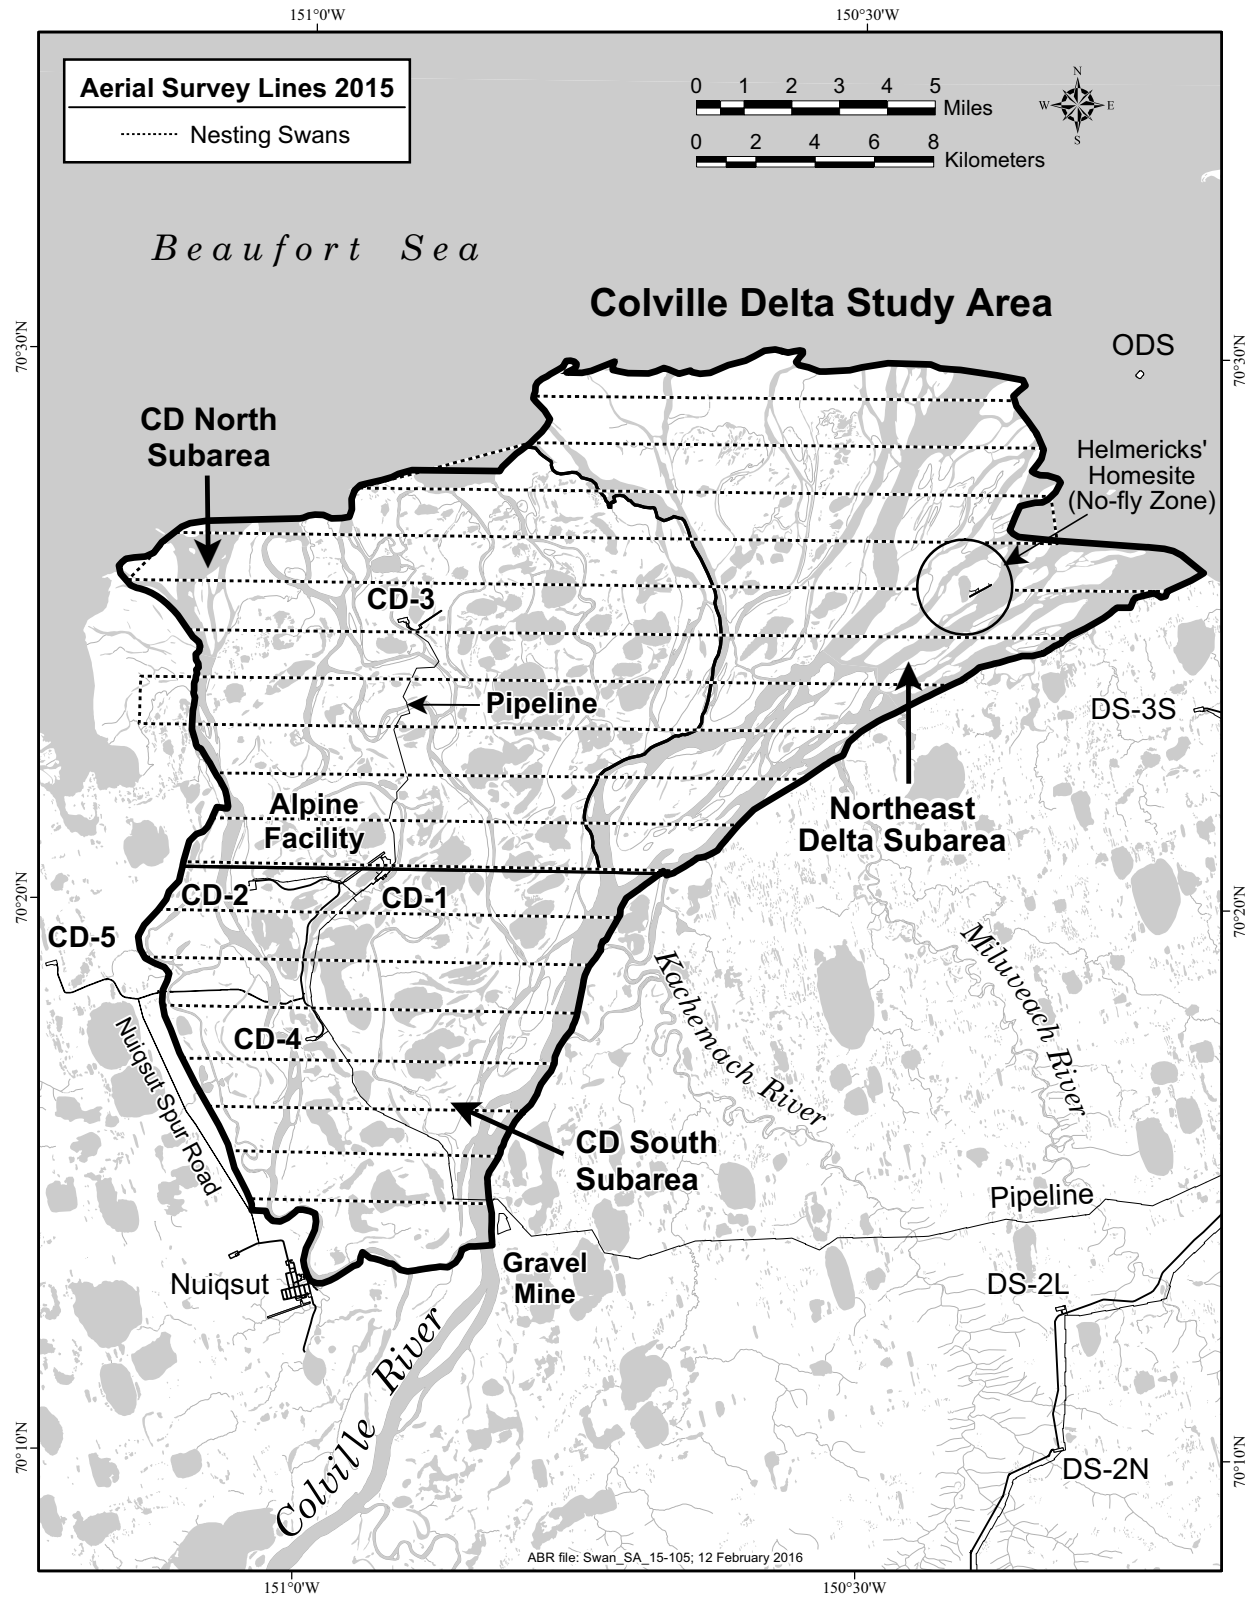 151°0'W
150°30'W
Aerial Survey Lines 2015
Nesting Swans
0 1 2 3 4 5
Miles
0 2 4 6 8
Kilometers
N
W E
S
Beaufort Sea
Colville Delta Study Area
70°30'N
70°30'N
ODS
CD North
Subarea
Helmericks'
Homesite
(No-fly Zone)
CD-3
Pipeline
DS-3S
Alpine
Facility
Northeast
Delta Subarea
CD-2
CD-1
70°20'N
70°20'N
CD-5
Kachemach River
Miluveach River
CD-4
Nuiqsut Spur Road
CD South
Subarea
Pipeline
Gravel
Mine
Nuiqsut
DS-2L
Colville River
70°10'N
70°10'N
DS-2N
ABR file: Swan_SA_15-105; 12 February 2016
151°0'W
150°30'W